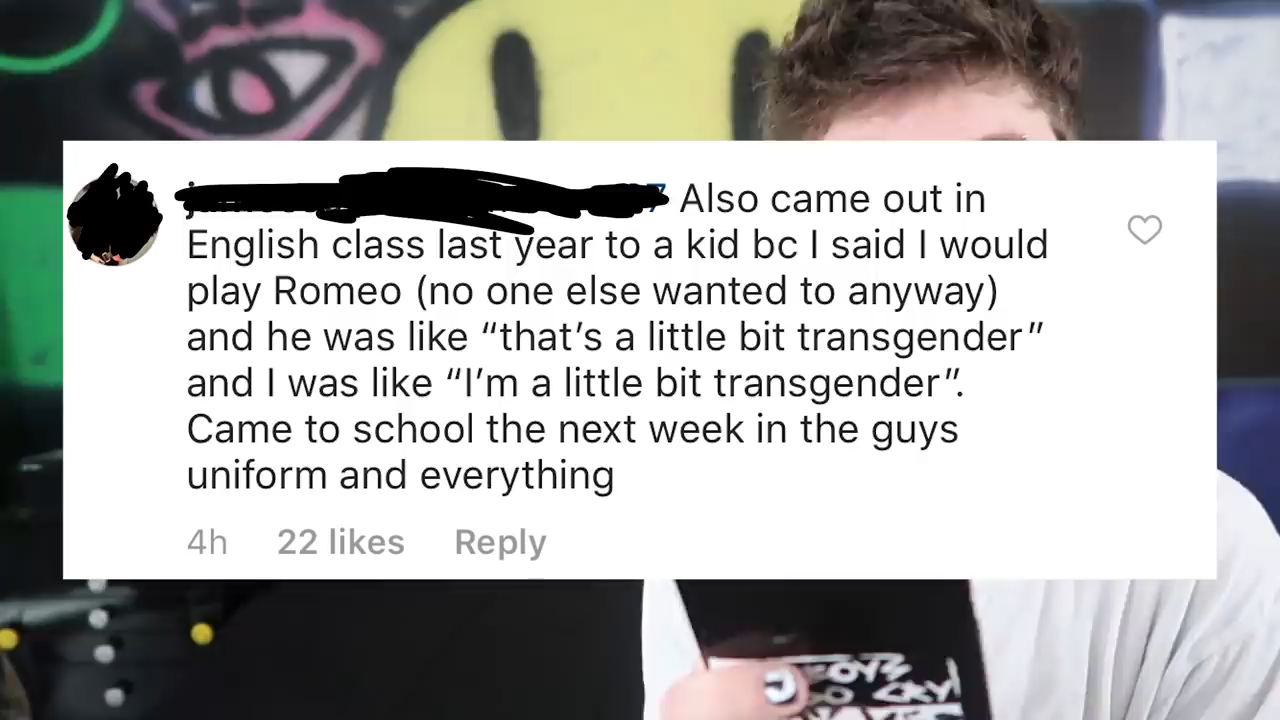 Also came out in
English class last year to a kid bc I said I would
play Romeo (no one else wanted to anyway)
and he was like “that’s a little bit transgender”
and I was like “I’m a little bit transgender”.
Came to school the next week in the guys
uniform and everything
4h 22 likes Reply
CRY